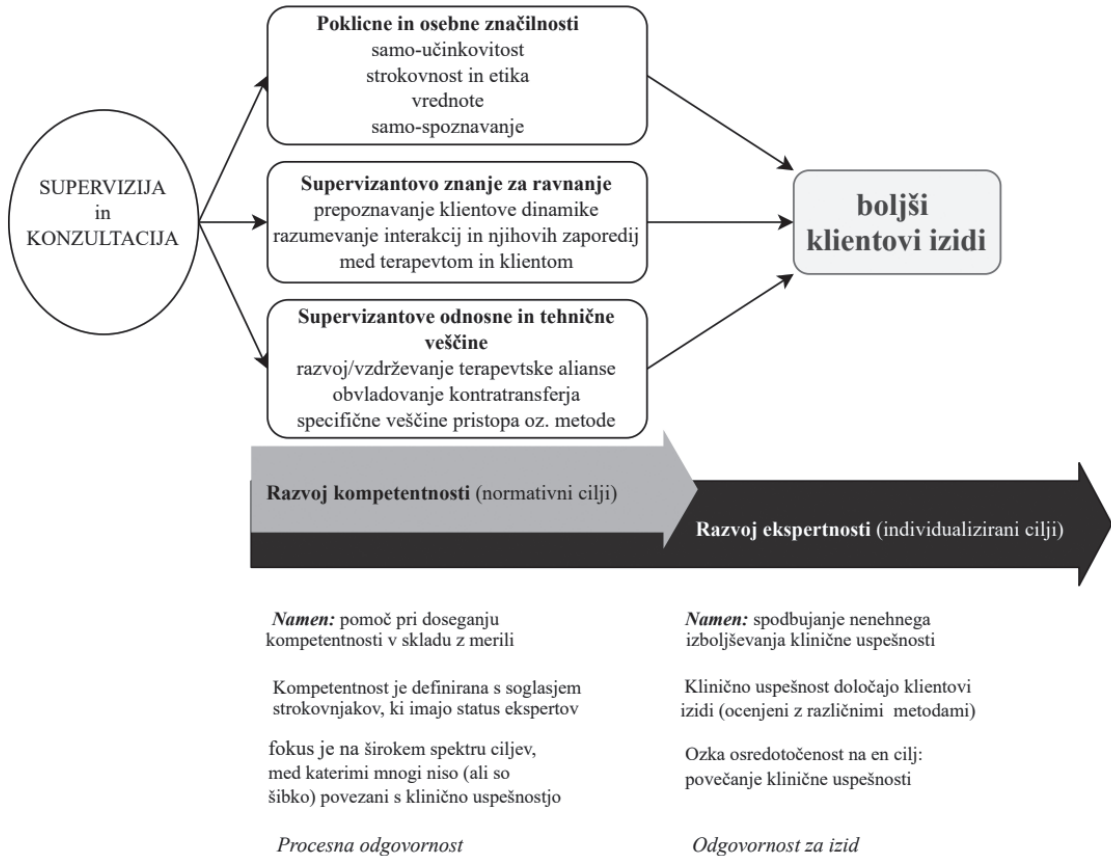 SUPERVIZIJA
in
KONZULTACIJA
Poklicne in osebne značilnosti
samo-učinkovitost
strokovnost in etika
vrednote
samo-spoznavanje
Supervizantovo znanje za ravnanje
prepoznavanje klientove dinamike
razumevanje interakcij in njihovih zaporedij
med terapevtom in klientom
Supervizantove odnosne in tehnične
veščine
razvoj/vzdrževanje terapevtske alianse
obvladovanje kontratransferja
specifične veščine pristopa oz. metode
boljši
klientovi izidi
Razvoj kompetentnosti (normativni cilji)
Razvoj ekspertnosti (individualizirani cilji)
Namen: pomoč pri doseganju
kompetentnosti v skladu z merili
Kompetentnost je definirana s soglasjem
strokovnjakov, ki imajo status ekspertov
fokus je na širokem spektru ciljev,
med katerimi mnogi niso (ali so
šibko) povezani s klinično uspešnostjo
Procesna odgovornost
Namen: spodbujanje nenehnega
izboljševanja klinične uspešnosti
Klinično uspešnost določajo klientovi
izidi (ocenjeni z različnimi metodami)
Ozka osredotočenost na en cilj:
povečanje klinične uspešnosti
Odgovornost za izid